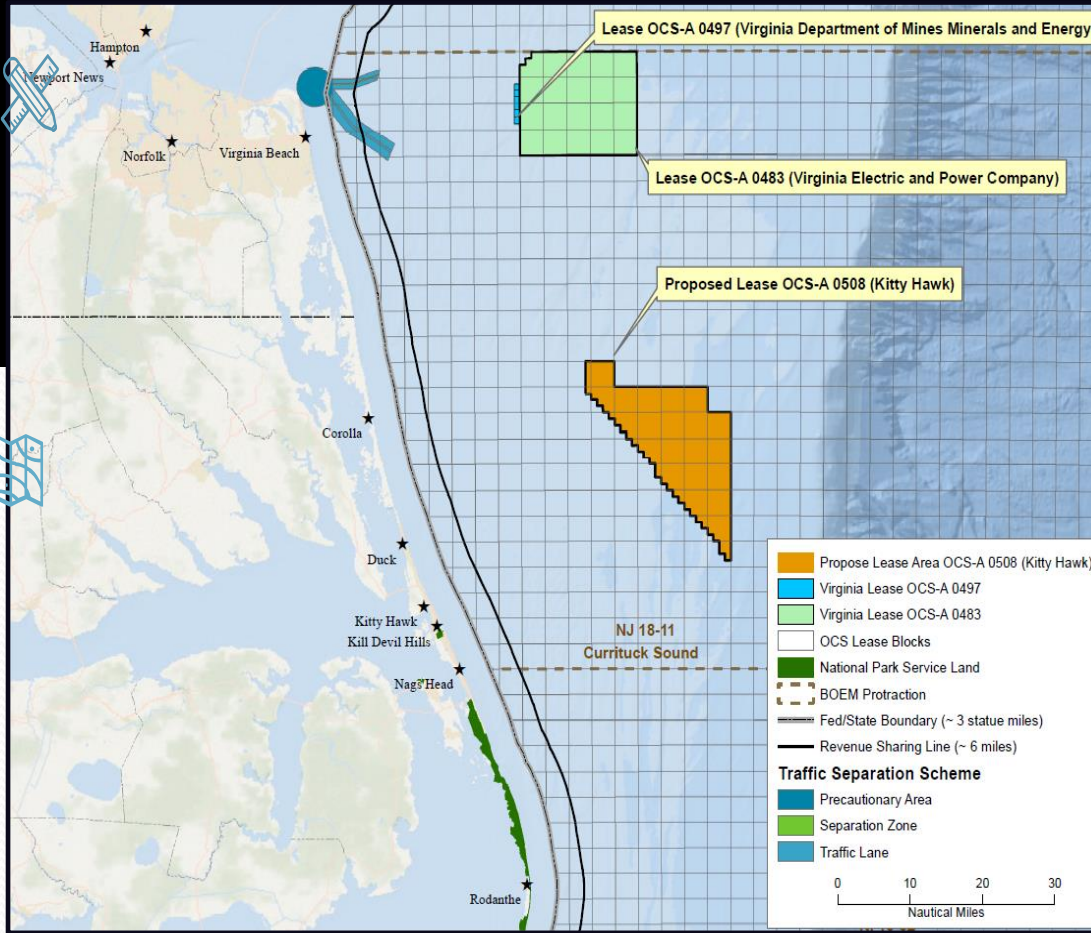 Lease OCS-A 0497 (Virginia Department of Mines Minerals and Energy
Hampton
Newport News
Norfolk
Virginia Beach
Lease OCS-A 0483 (Virginia Electric and Power Company)
Proposed Lease OCS-A 0508 (Kitty Hawk)
Corolla
Duck
Kitty Hawk
Kill Devil Hills
NJ 18-11
Currituck Sound
Nags Head
Rodanthe
Propose Lease Area OCS-A 0508 (Kitty Hawk)
Virginia Lease OCS-A 0497
Virginia Lease OCS-A 0483
OCS Lease Blocks
National Park Service Land
BOEM Protraction
Fed/State Boundary (~ 3 statue miles)
Revenue Sharing Line (~ 6 miles)
Traffic Separation Scheme
Precautionary Area
Separation Zone
Traffic Lane
0 10 20 30
Nautical Miles